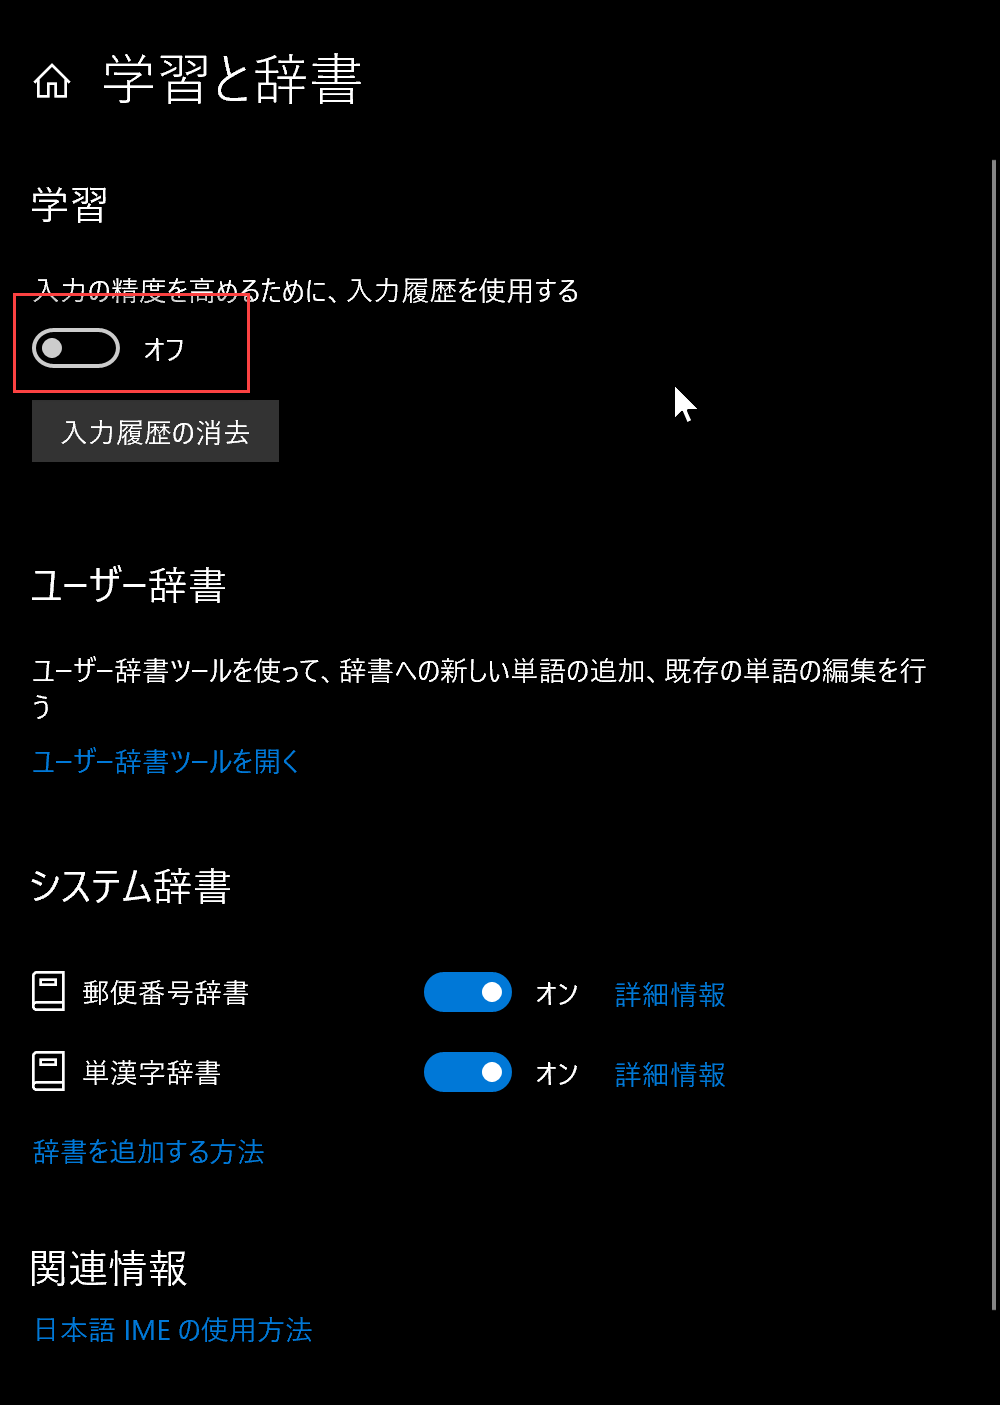 学習と辞書
学習
入力の精度を高めるために、入力履歴を使用する
オフ
入力履歴の消去
ユーザー辞書
ユーザー辞書ツールを使って、辞書への新しい単語の追加、既存の単語の編集を行
う
ユーザー辞書ツールを開く
システム辞書
郵便番号辞書 オン 詳細情報
単漢字辞書 オン 詳細情報
辞書を追加する方法
関連情報
日本語 IME の使用方法